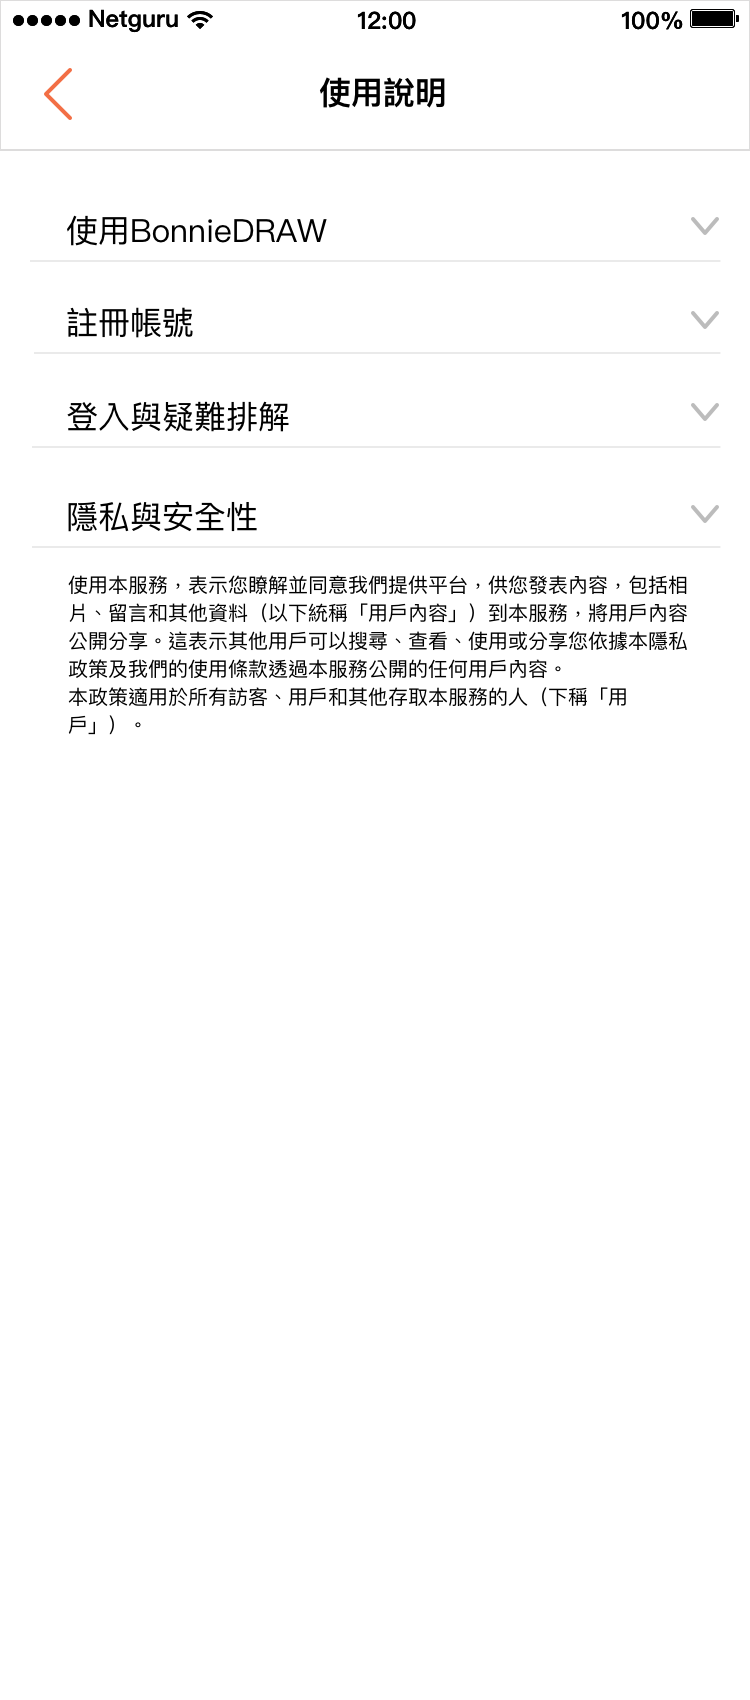 Netguru
12:00
100%
使用說明
使用BonnieDRAW
註冊帳號
登入與疑難排解
隱私與安全性
使用本服務，表示您瞭解並同意我們提供平台，供您發表內容，包括相
片、留言和其他資料（以下統稱「用戶內容」）到本服務，將用戶內容
公開分享。這表示其他用戶可以搜尋、查看、使用或分享您依據本隱私
政策及我們的使用條款透過本服務公開的任何用戶內容。
本政策適用於所有訪客、用戶和其他存取本服務的人（下稱「用
戶」）。